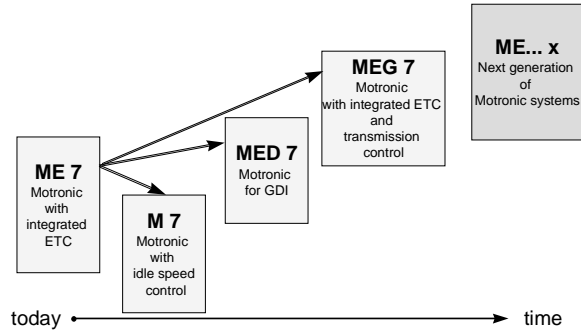 ME... x
Next generation
of
Motronic systems
MEG 7
Motronic
with integrated ETC
and
transmission
control
MED 7
Motronic
for GDI
ME 7
Motronic
with
integrated
ETC
M 7
Motronic
with
idle speed
control
today
time